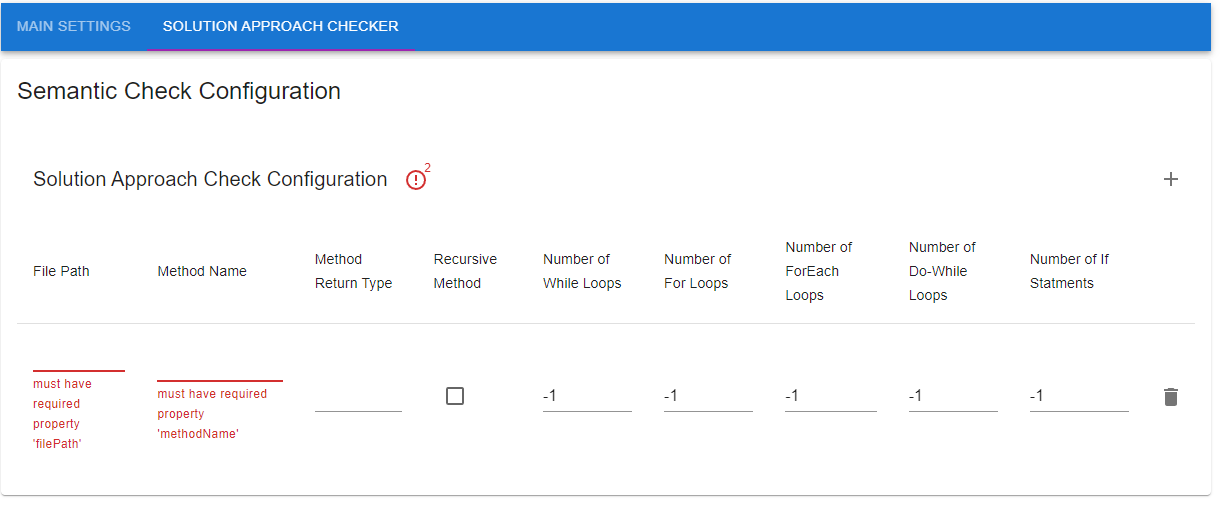 MAIN SETTINGS
SOLUTION APPROACH CHECKER
Semantic Check Configuration
Solution Approach Check Configuration
2
File Path
Method Name
Method
Return Type
Recursive
Method
Number of
While Loops
Number of
For Loops
Number of
ForEach
Loops
Number of
Do-While
Loops
Number of If
Statments
must have
required
property
'filePath'
must have required
property
'methodName'
-1
-1
-1
-1
-1